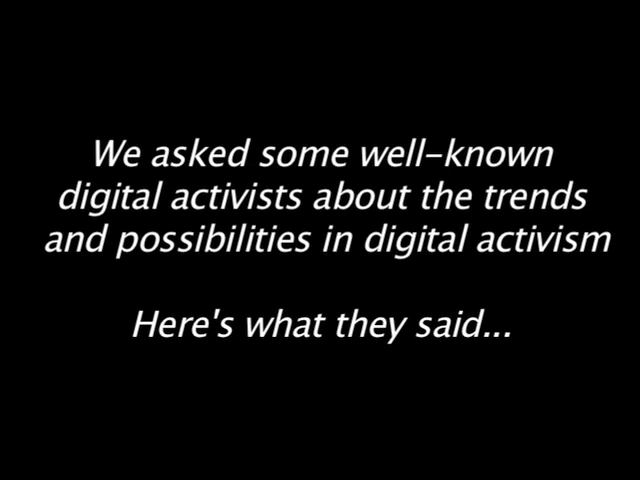 We asked some well-known
digital activists about the trends
and possibilities in digital activism
Here's what they said...